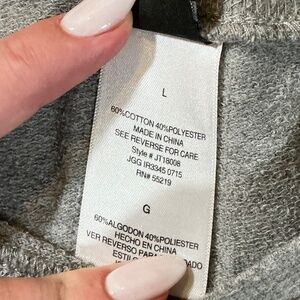 L
60%COTTON 40%POLYESTER
MADE IN CHINA
SEE REVERSE FOR CARE
Style # JT18008
JGG IR3345 0715
RN# 55219
G
60%ALGODON 40%POLIESTER
HECHO EN CHINA
VER REVERSO PARA